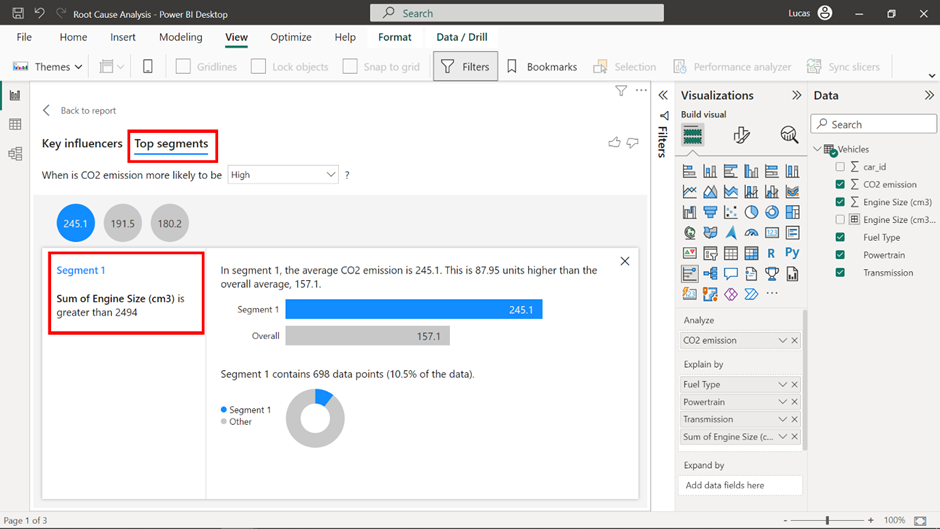 Root Cause Analysis - Power BI Desktop
Search
Lucas
File Home Insert Modeling View Optimize Help Format Data / Drill
Themes Gridlines Lock objects Snap to grid Filters Bookmarks Selection Performance analyzer Sync slicers
Back to report
Key influencers Top segments
When is CO2 emission more likely to be High ?
245.1 191.5 180.2
Segment 1
Sum of Engine Size (cm3) is
greater than 2494
In segment 1, the average CO2 emission is 245.1. This is 87.95 units higher than the
overall average, 157.1.
Segment 1 245.1
Overall 157.1
Segment 1 contains 698 data points (10.5% of the data).
Segment 1
Other
Filters
Visualizations
Build visual
R Py
Analyze
CO2 emission
Explain by
Fuel Type
Powertrain
Transmission
Sum of Engine Size (c...
Expand by
Add data fields here
Data
Search
Vehicles
car_id
CO2 emission
Engine Size (cm3)
Engine Size (cm3...
Fuel Type
Powertrain
Transmission
Page 1 of 3
- + 100%